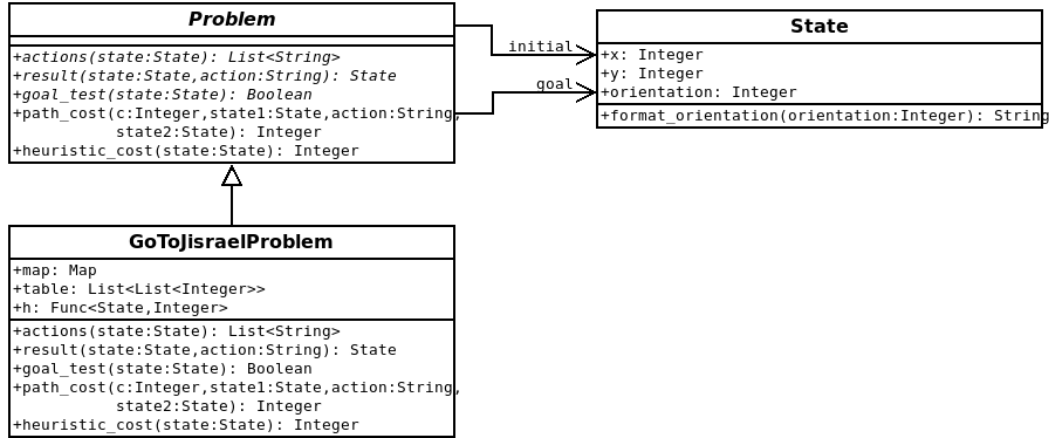 Problem
+actions(state:State): List<String>
+result(state:State,action:String): State
+goal_test(state:State): Boolean
+path_cost(c:Integer,state1:State,action:String,
state2:State): Integer
+heuristic_cost(state:State): Integer
initial
goal
State
+x: Integer
+y: Integer
+orientation: Integer
+format_orientation(orientation:Integer): String
GoToJisraelProblem
+map: Map
+table: List<List<Integer>>
+h: Func<State,Integer>
+actions(state:State): List<String>
+result(state:State,action:String): State
+goal_test(state:State): Boolean
+path_cost(c:Integer,state1:State,action:String,
state2:State): Integer
+heuristic_cost(state:State): Integer